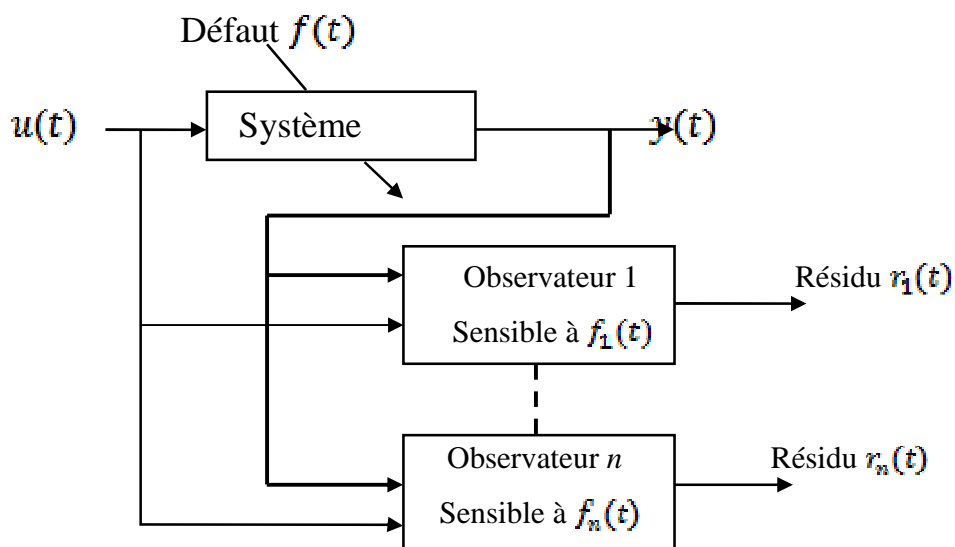 Défaut f(t)
u(t)
Système
y(t)
Observateur 1
Sensible à f₁(t)
Résidu r₁(t)
Observateur n
Sensible à fₙ(t)
Résidu rₙ(t)